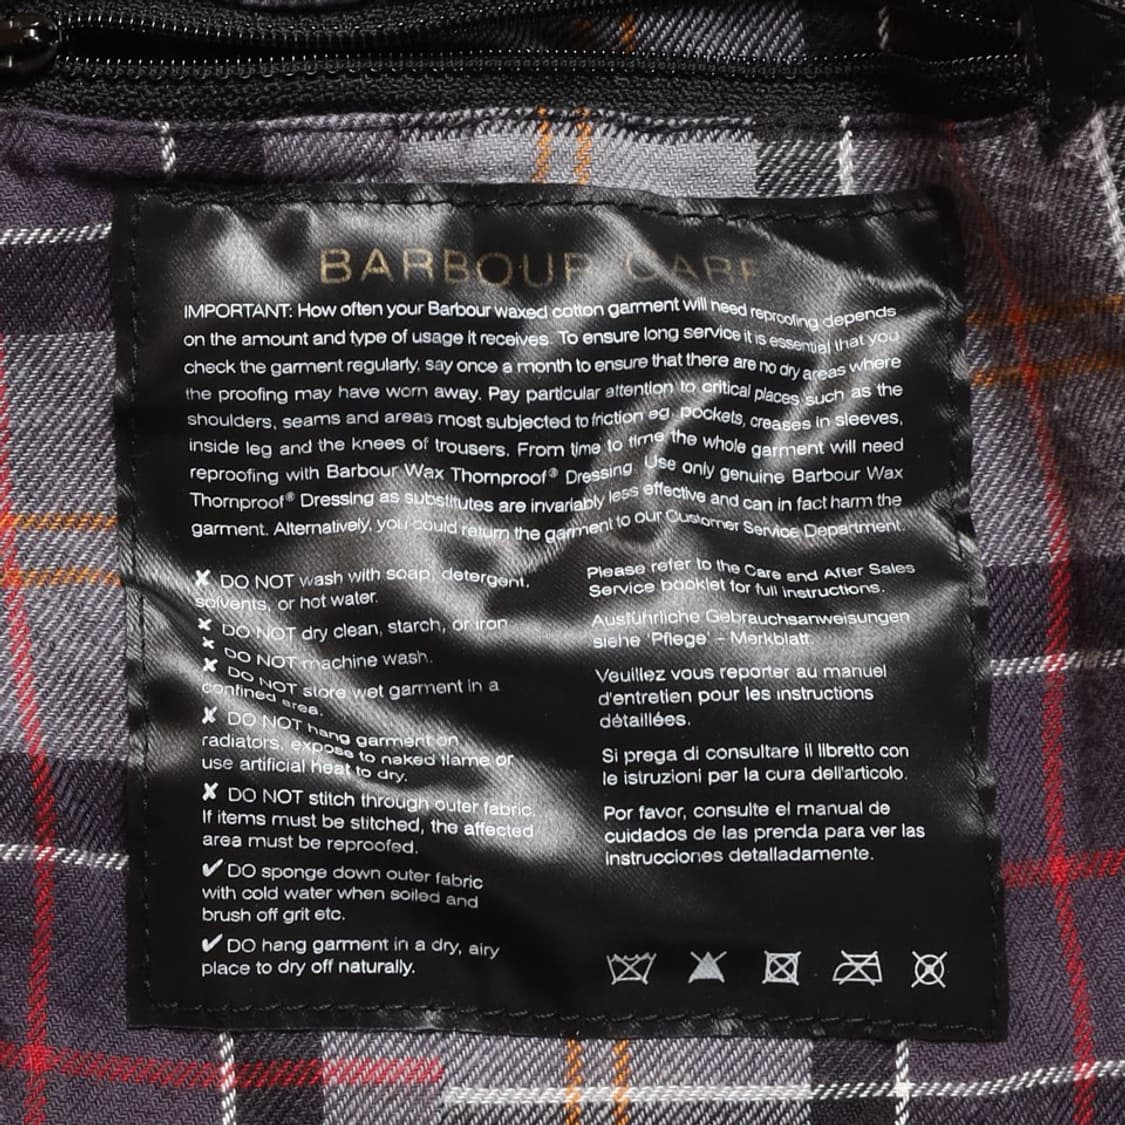 BARBOUR CARE
IMPORTANT: How often your Barbour waxed cotton garment will need reproofing depends
on the amount and type of usage it receives. To ensure long service it is essential that you
check the garment regularly, say once a month to ensure that there are no dry areas where
the proofing may have worn away. Pay particular attention to critical places such as the
shoulders, seams and areas most subjected to friction eg. pockets, creases in sleeves,
inside leg and the knees of trousers. From time to time the whole garment will need
reproofing with Barbour Wax Thornproof® Dressing. Use only genuine Barbour Wax
Thornproof® Dressing as substitutes are invariably less effective and can in fact harm the
garment. Alternatively, you could return the garment to our Customer Service Department.
✘ DO NOT wash with soap, detergent,
solvents, or hot water.
✘ DO NOT dry clean, starch, or iron
✘ DO NOT machine wash.
✘ DO NOT store wet garment in a
confined area.
✘ DO NOT hang garment on
radiators, expose to naked flame or
use artificial heat to dry.
✘ DO NOT stitch through outer fabric.
If items must be stitched, the affected
area must be reproofed.
✔ DO sponge down outer fabric
with cold water when soiled and
brush off grit etc.
✔ DO hang garment in a dry, airy
place to dry off naturally.
Please refer to the Care and After Sales
Service booklet for full instructions.
Ausführliche Gebrauchsanweisungen
siehe 'Pflege' - Merkblatt
Veuillez vous reporter au manuel
d'entretien pour les instructions
détaillées.
Si prega di consultare il libretto con
le istruzioni per la cura dell'articolo.
Por favor, consulte el manual de
cuidados de las prenda para ver las
instrucciones detalladamente.